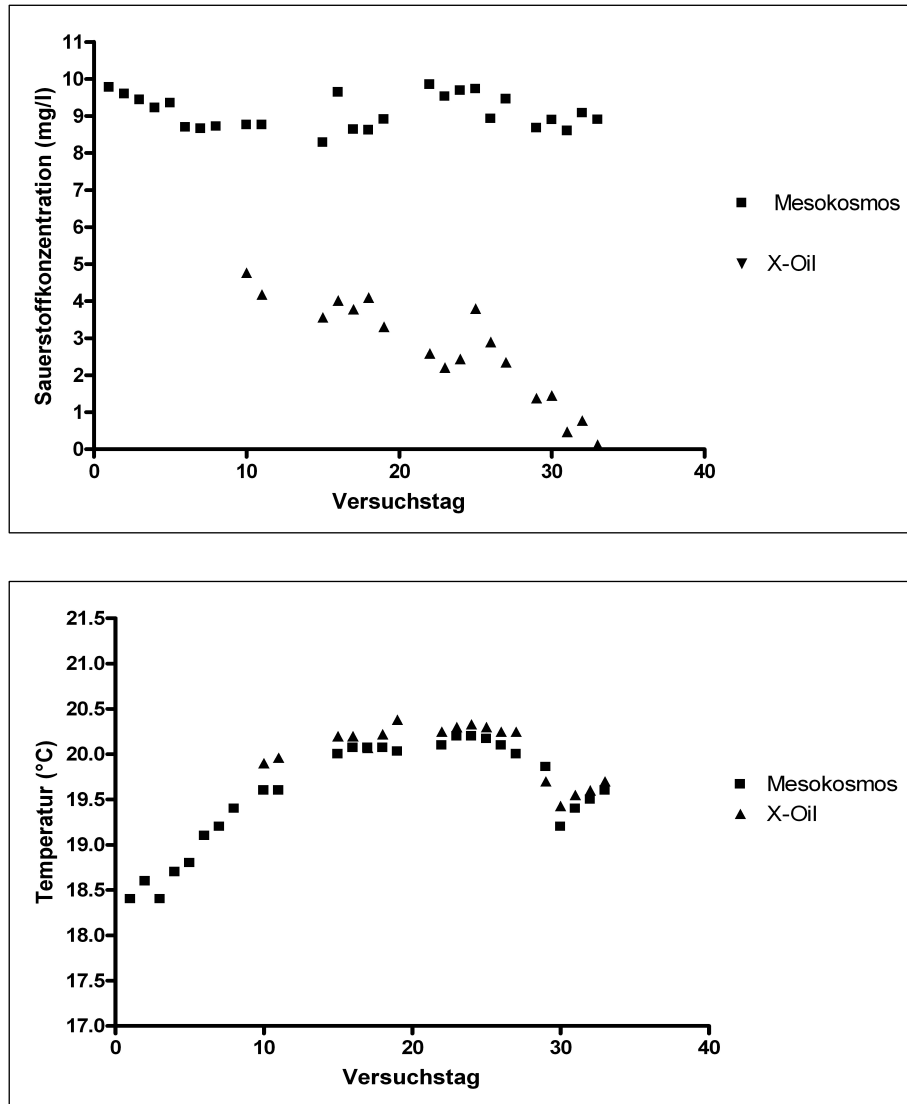 11
10
9
8
7
6
5
4
3
2
1
0
Sauerstoffkonzentration (mg/l)
0 10 20 30 40
Versuchstag
Mesokosmos
X-Oil
21.5
21.0
20.5
20.0
19.5
19.0
18.5
18.0
17.5
17.0
Temperatur (°C)
0 10 20 30 40
Versuchstag
Mesokosmos
X-Oil